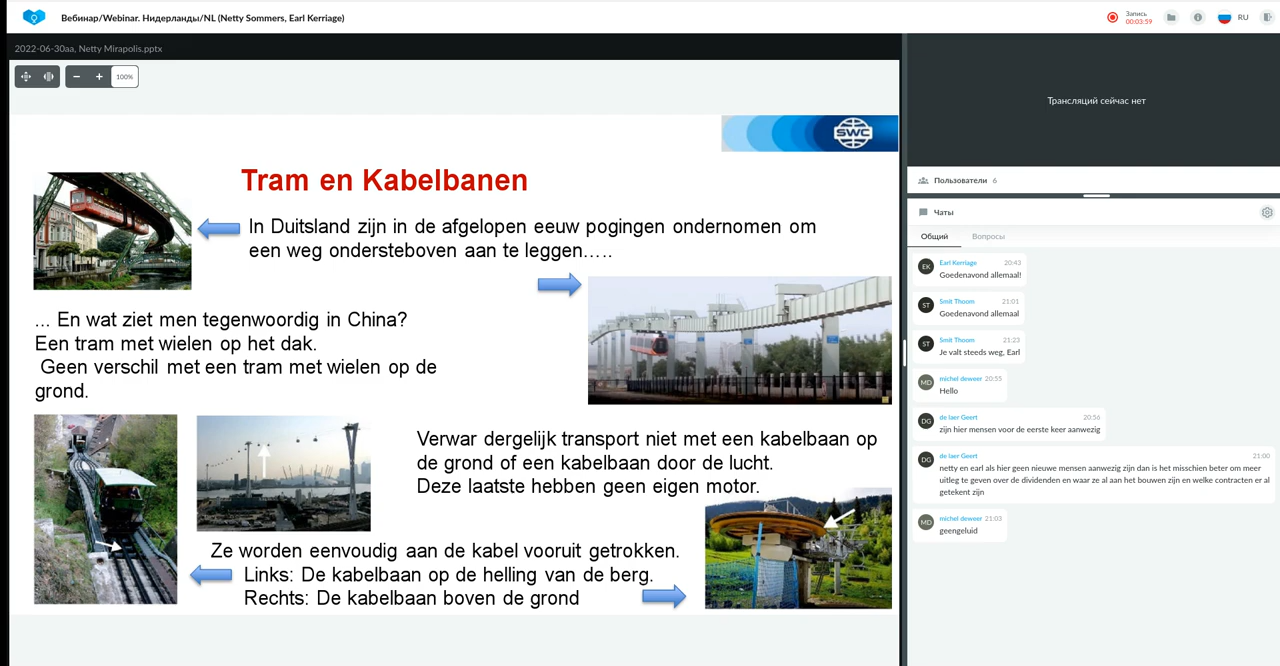 Вебинар/Webinar. Нидерланды/NL (Netty Sommers, Earl Kerriage)
Запись
00:03:59
RU
2022-06-30aa, Netty Mirapolis.pptx
100%
SWC
Tram en Kabelbanen
In Duitsland zijn in de afgelopen eeuw pogingen ondernomen om
een weg ondersteboven aan te leggen…..
... En wat ziet men tegenwoordig in China?
Een tram met wielen op het dak.
Geen verschil met een tram met wielen op de
grond.
Verwar dergelijk transport niet met een kabelbaan op
de grond of een kabelbaan door de lucht.
Deze laatste hebben geen eigen motor.
Ze worden eenvoudig aan de kabel vooruit getrokken.
Links: De kabelbaan op de helling van de berg.
Rechts: De kabelbaan boven de grond
Трансляций сейчас нет
Пользователи 6
Чаты
Общий Вопросы
EK Earl Kerriage 20:43
Goedenavond allemaal!
ST Smit Thoom 21:01
Goedenavond allemaal
ST Smit Thoom 21:23
Je valt steeds weg, Earl
MD michel deweer 20:55
Hello
DG de laer Geert 20:56
zijn hier mensen voor de eerste keer aanwezig
DG de laer Geert 21:00
netty en earl als hier geen nieuwe mensen aanwezig zijn dan is het misschien beter om meer
uitleg te geven over de dividenden en waar ze al aan het bouwen zijn en welke contracten er al
getekent zijn
MD michel deweer 21:03
geengeluid